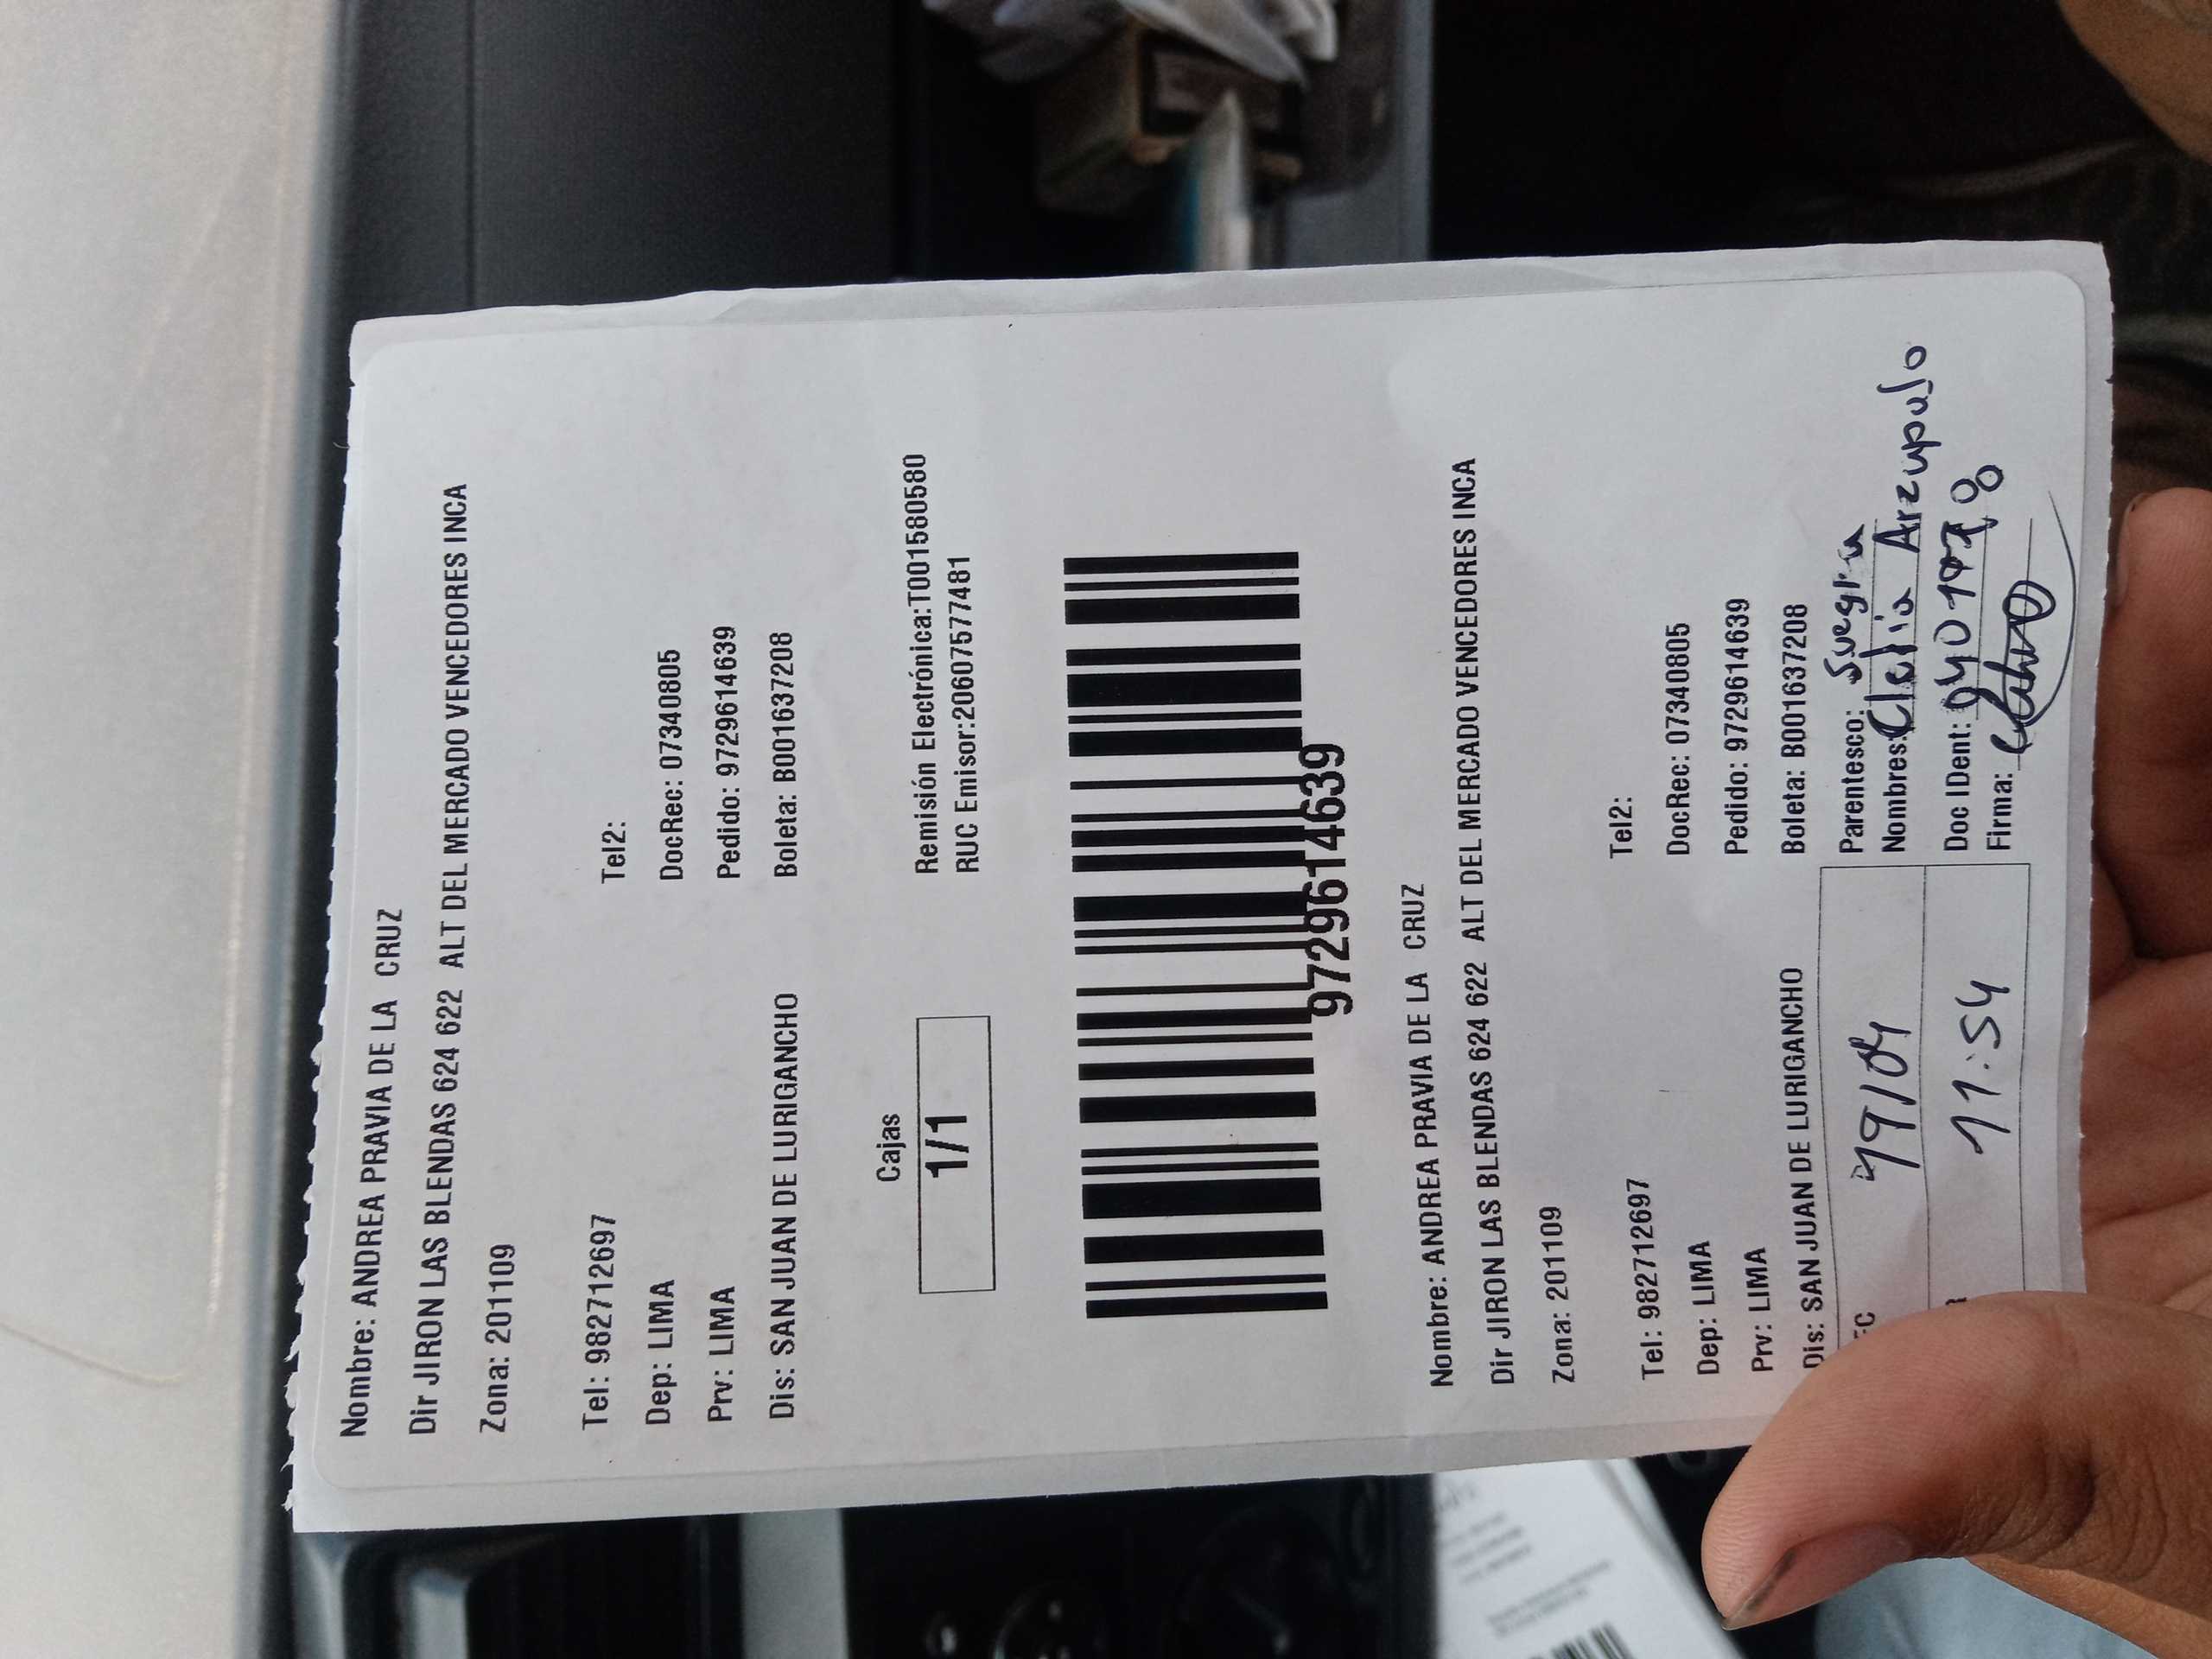 Nombre: ANDREA PRAVIA DE LA CRUZ
Dir JIRON LAS BLENDAS 624 622 ALT DEL MERCADO VENCEDORES INCA
Zona: 201109
Tel: 982712697 Tel2:
Dep: LIMA DocRec: 07340805
Prv: LIMA Pedido: 9729614639
Dis: SAN JUAN DE LURIGANCHO Boleta: B001637208
Cajas
1/1
Remisión Electrónica:T001580580
RUC Emisor:20607577481
9729614639
Nombre: ANDREA PRAVIA DE LA CRUZ
Dir JIRON LAS BLENDAS 624 622 ALT DEL MERCADO VENCEDORES INCA
Zona: 201109
Tel: 982712697 Tel2:
Dep: LIMA DocRec: 07340805
Prv: LIMA Pedido: 9729614639
Dis: SAN JUAN DE LURIGANCHO Boleta: B001637208
19/04 Parentesco: suegra
Nombres: Clelia Arzupalo
11:54 Doc IDent:
Firma: